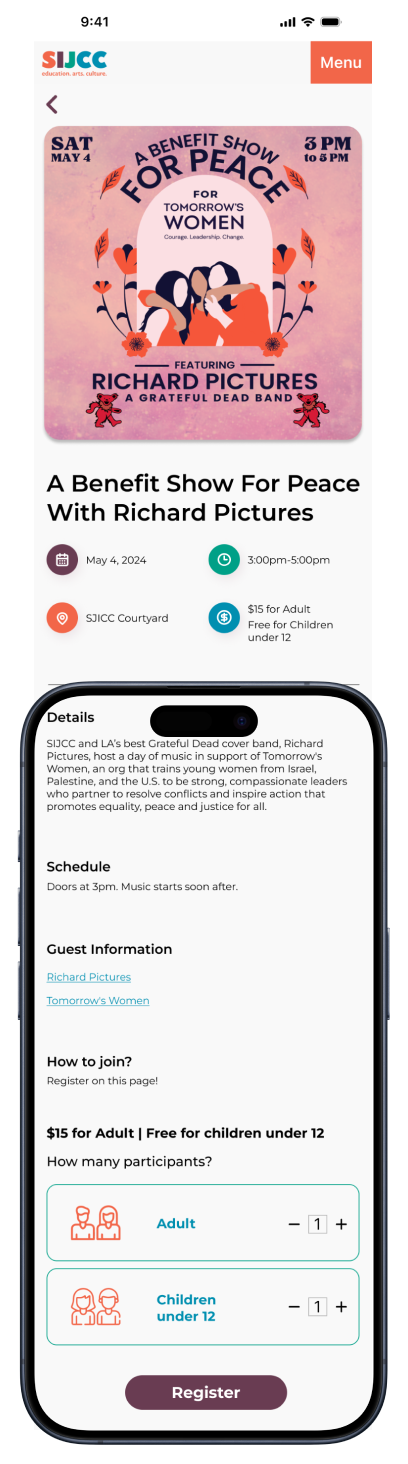 9:41
SIJCC
education. arts. culture.
Menu
SAT
MAY 4
A BENEFIT SHOW
FOR PEACE
3 PM
to 5 PM
FOR
TOMORROW'S
WOMEN
Courage. Leadership. Change.
FEATURING
RICHARD PICTURES
A GRATEFUL DEAD BAND
A Benefit Show For Peace
With Richard Pictures
May 4, 2024
3:00pm-5:00pm
SJICC Courtyard
$15 for Adult
Free for Children
under 12
Details
SIJCC and LA's best Grateful Dead cover band, Richard
Pictures, host a day of music in support of Tomorrow's
Women, an org that trains young women from Israel,
Palestine, and the U.S. to be strong, compassionate leaders
who partner to resolve conflicts and inspire action that
promotes equality, peace and justice for all.
Schedule
Doors at 3pm. Music starts soon after.
Guest Information
Richard Pictures
Tomorrow's Women
How to join?
Register on this page!
$15 for Adult | Free for children under 12
How many participants?
Adult
− 1 +
Children
under 12
− 1 +
Register